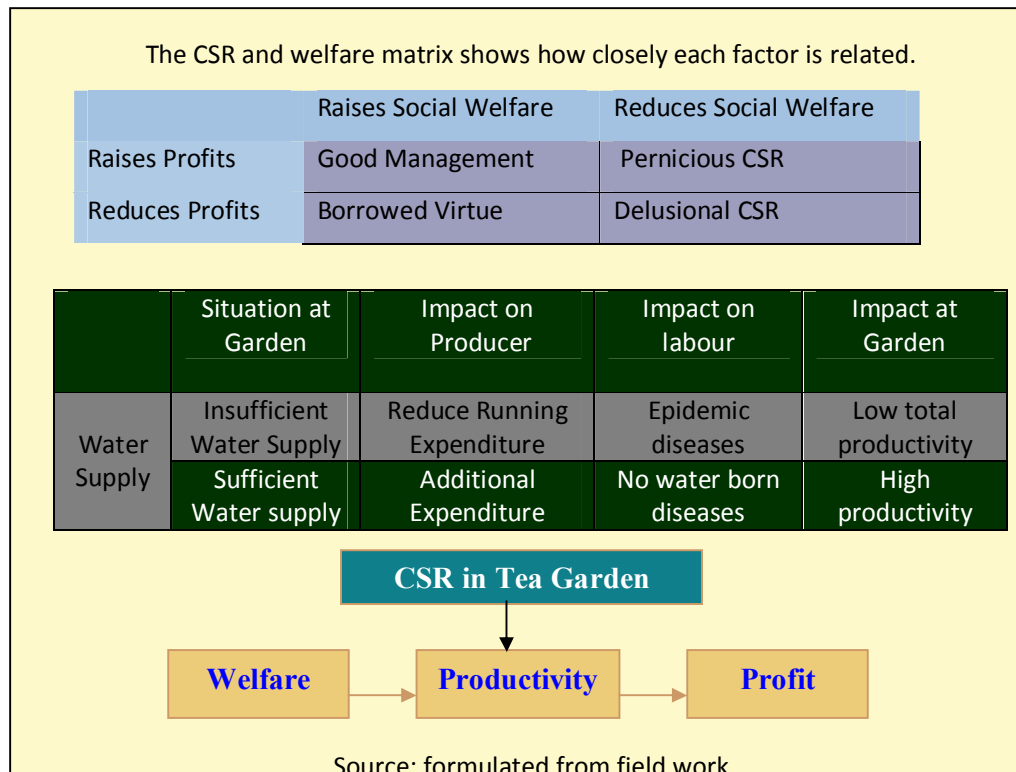 The CSR and welfare matrix shows how closely each factor is related.
Raises Social Welfare Reduces Social Welfare
Raises Profits Good Management Pernicious CSR
Reduces Profits Borrowed Virtue Delusional CSR
Situation at Garden Impact on Producer Impact on labour Impact at Garden
Water Supply
Insufficient Water Supply Reduce Running Expenditure Epidemic diseases Low total productivity
Sufficient Water supply Additional Expenditure No water born diseases High productivity
CSR in Tea Garden
Welfare Productivity Profit
Source: formulated from field work